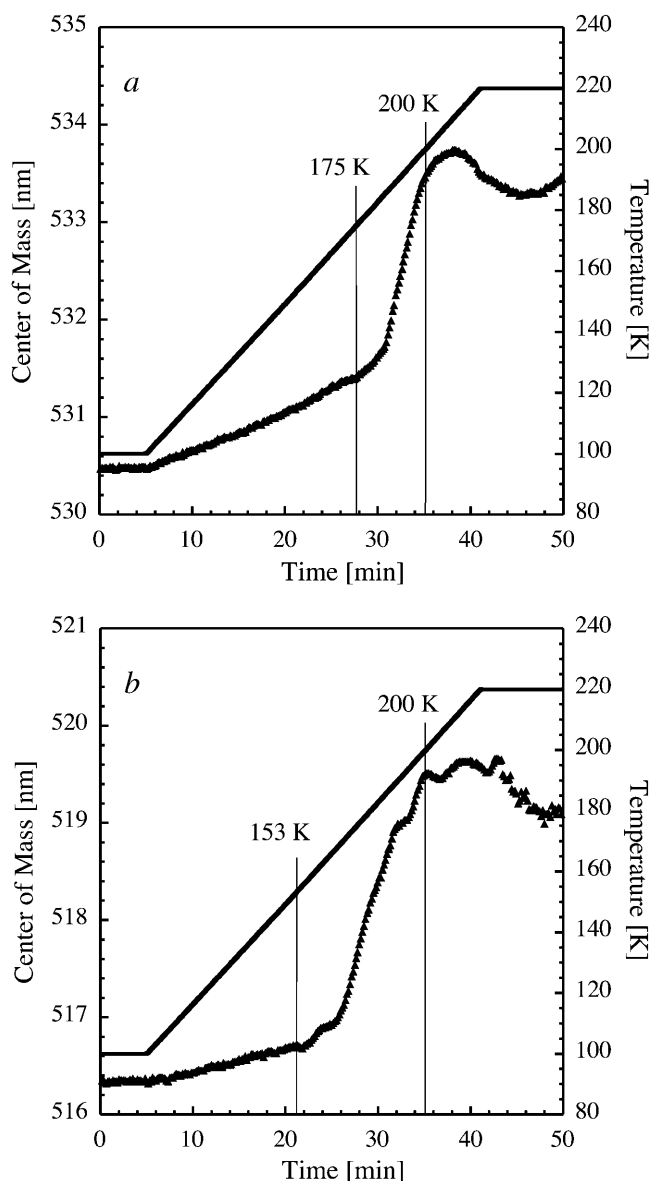 a
535
534
533
532
531
530
Center of Mass [nm]
175 K
200 K
240
220
200
180
160
140
120
100
80
Temperature [K]
0 10 20 30 40 50
Time [min]
b
521
520
519
518
517
516
Center of Mass [nm]
153 K
200 K
240
220
200
180
160
140
120
100
80
Temperature [K]
0 10 20 30 40 50
Time [min]